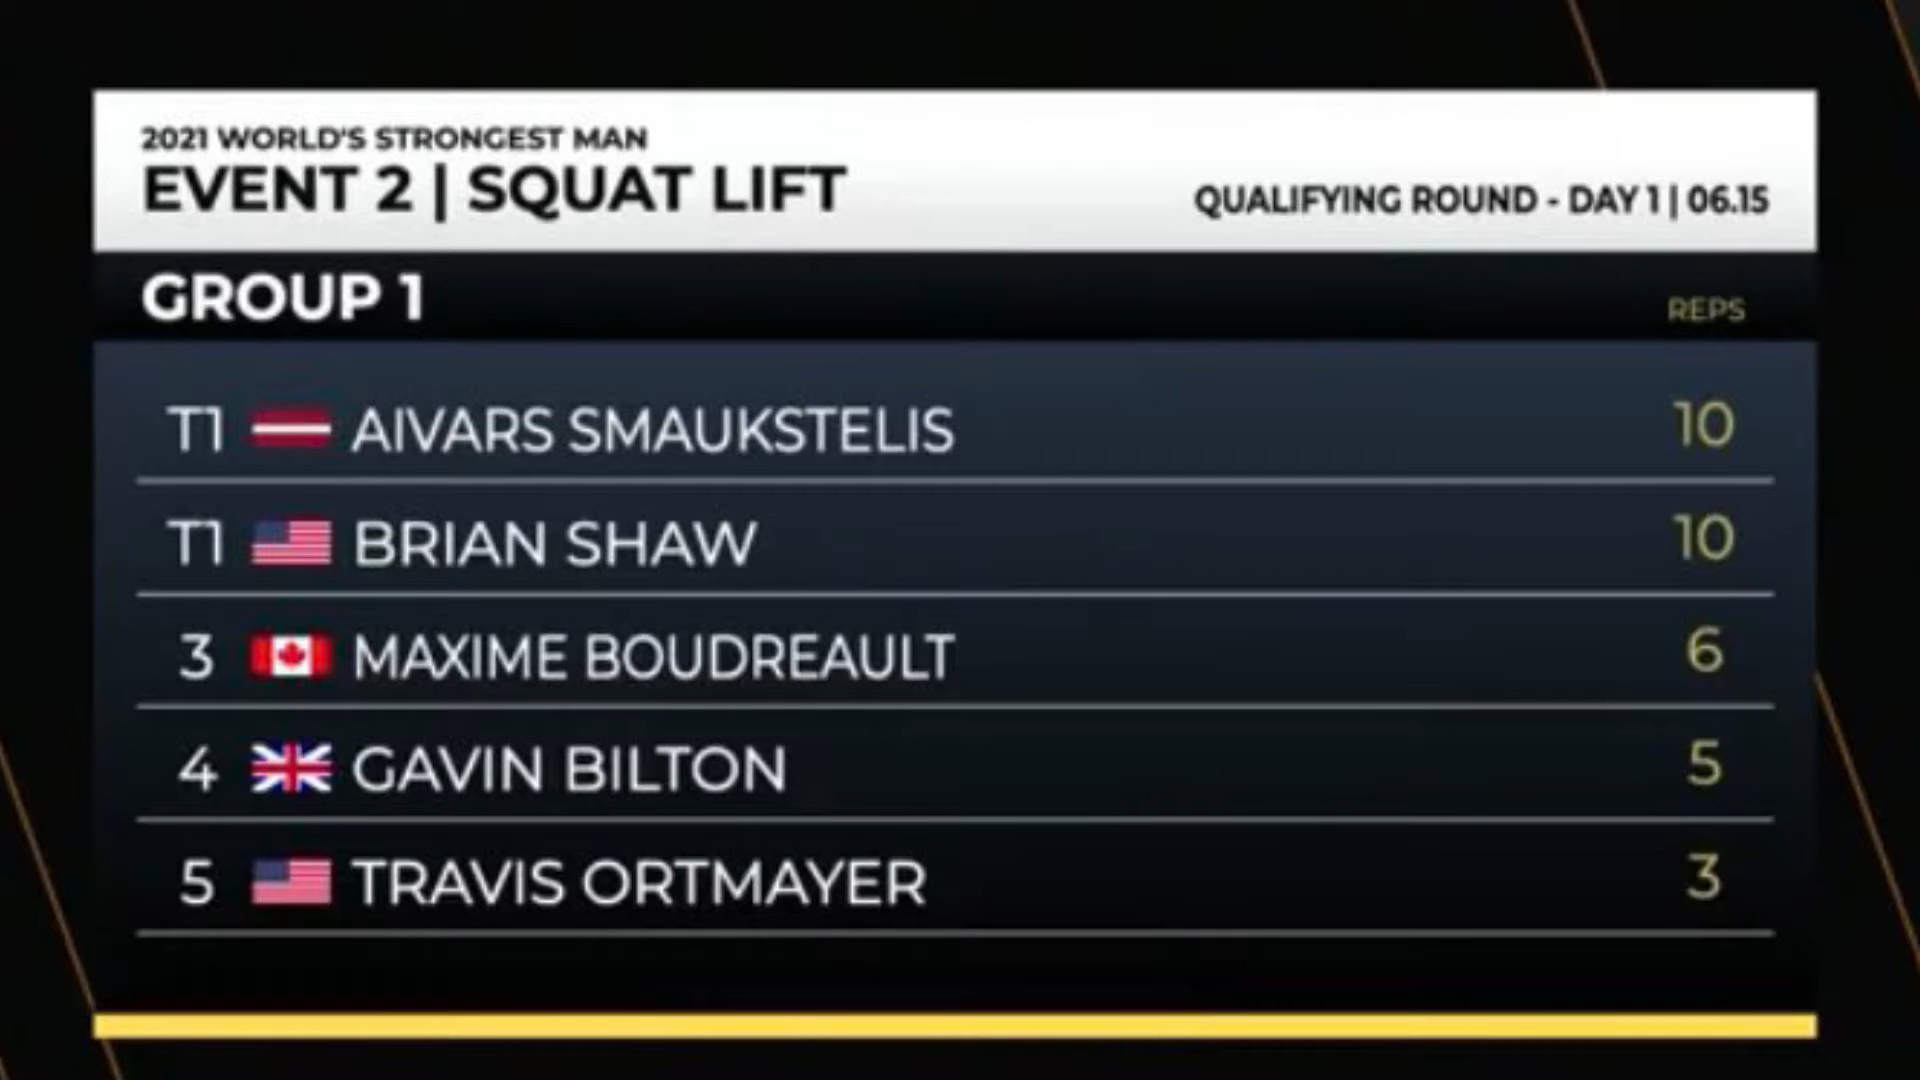 2021 WORLD'S STRONGEST MAN
EVENT 2 | SQUAT LIFT
QUALIFYING ROUND - DAY 1 | 06.15
GROUP 1
REPS
T1 AIVARS SMAUKSTELIS 10
T1 BRIAN SHAW 10
3 MAXIME BOUDREAULT 6
4 GAVIN BILTON 5
5 TRAVIS ORTMAYER 3